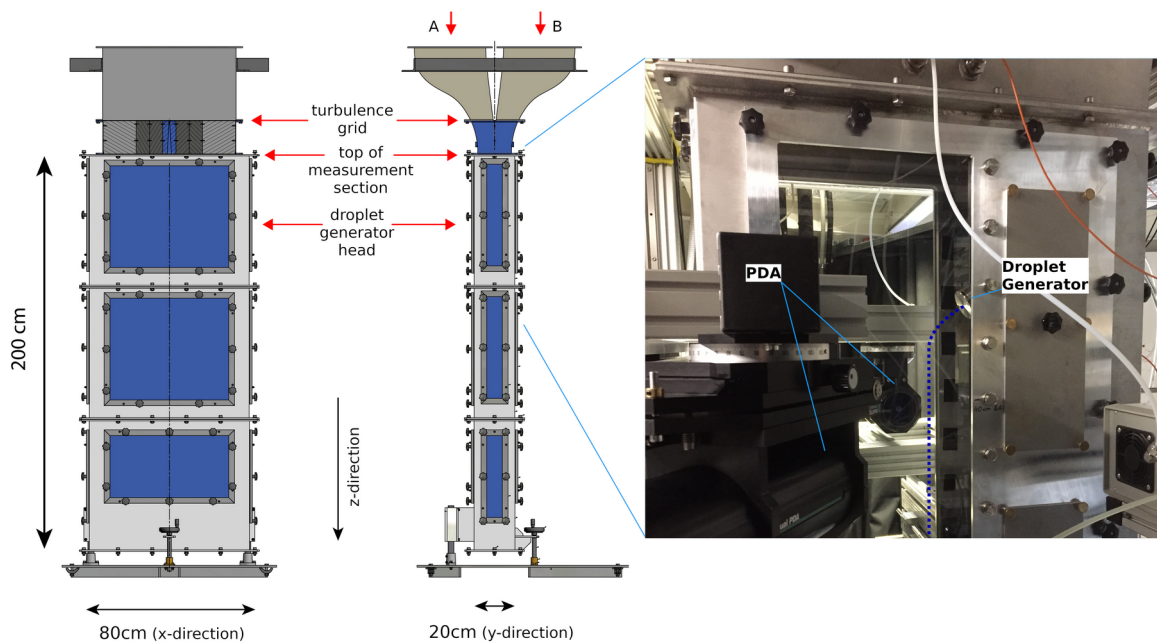 A
B
turbulence
grid
top of
measurement
section
droplet
generator
head
200 cm
z-direction
80cm (x-direction)
20cm (y-direction)
PDA
Droplet
Generator
PDA